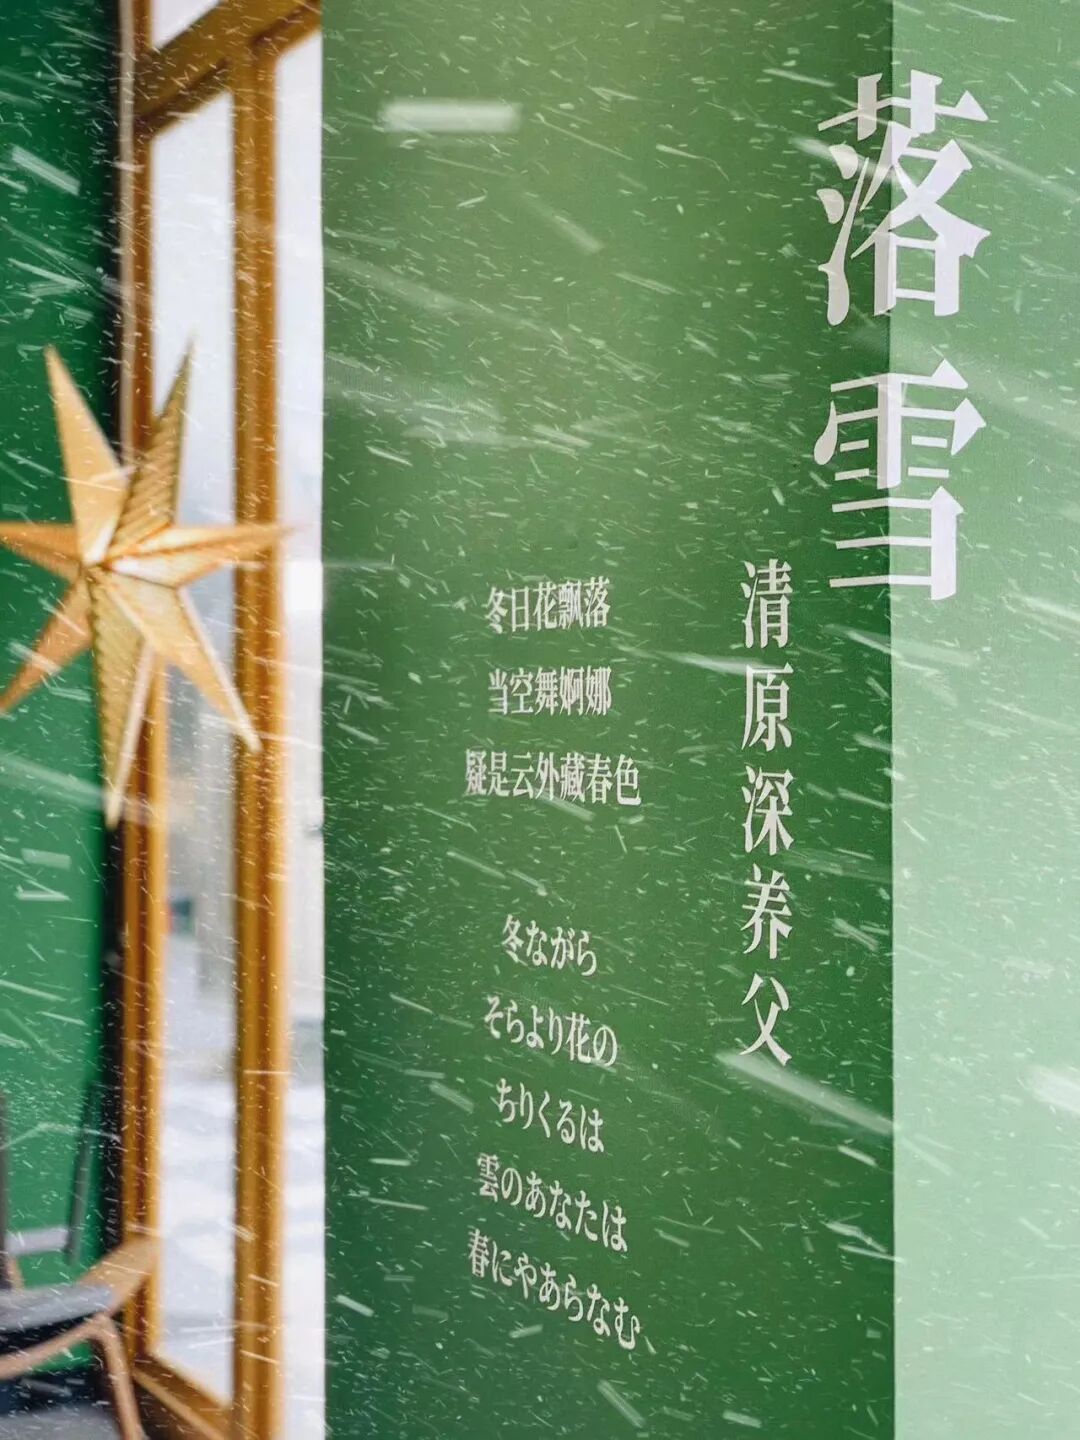 落雪
清原深养父
冬日花飘落
当空舞婀娜
疑是云外藏春色
冬ながら
そらより花の
ちりくるは
雲のあなたは
春にやあらなむ